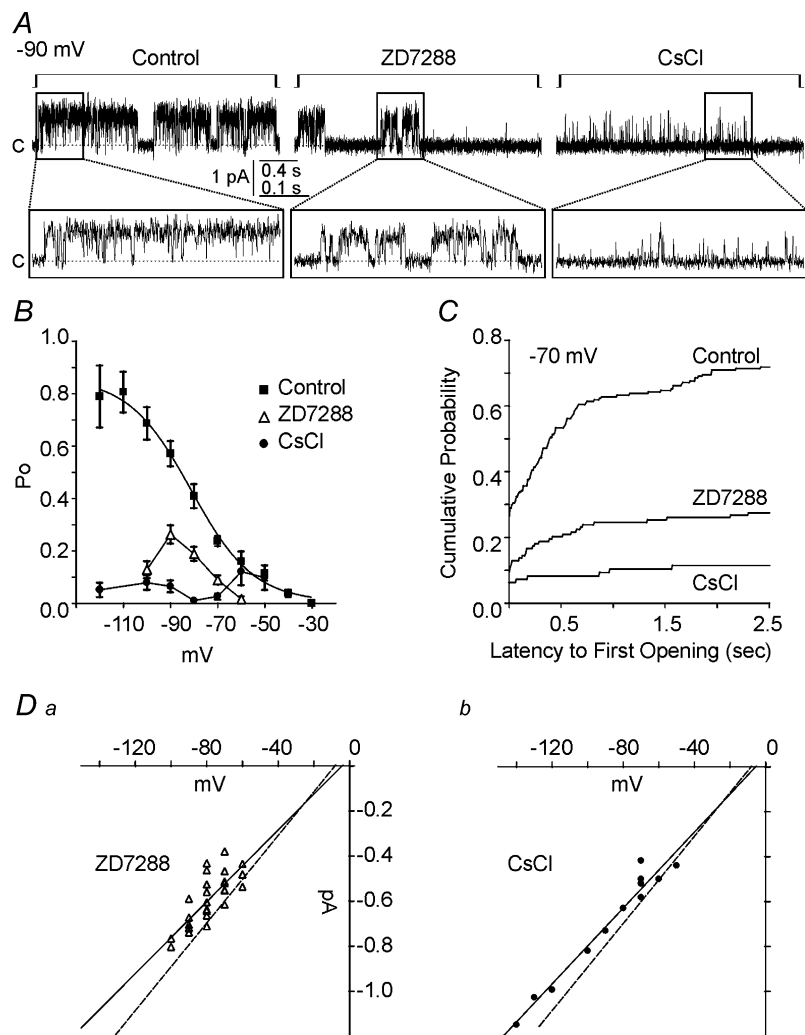 A
-90 mV
Control
ZD7288
CsCl
C
1 pA
0.4 s
0.1 s
C
B
1.0
0.8
0.6
0.4
0.2
0.0
Po
-110
-90
-70
-50
-30
mV
Control
ZD7288
CsCl
C
0.8
0.6
0.4
0.2
0.0
Cumulative Probability
-70 mV
Control
ZD7288
CsCl
0.5
1.0
1.5
2.0
2.5
Latency to First Opening (sec)
D a
-120
-80
-40
0
mV
-0.2
-0.4
-0.6
-0.8
-1.0
pA
ZD7288
b
-120
-80
-40
0
mV
CsCl